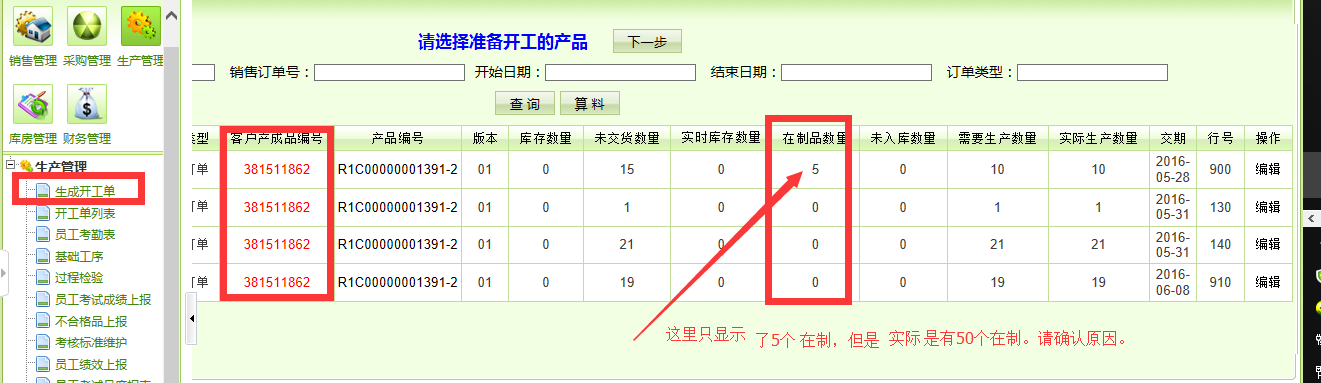 请选择准备开工的产品 下一步
销售管理 采购管理 生产管理
销售订单号： 开始日期： 结束日期： 订单类型：
查 询 算 料
库房管理 财务管理
类型 客户产成品编号 产品编号 版本 库存数量 未交货数量 实时库存数量 在制品数量 未入库数量 需要生产数量 实际生产数量 交期 行号 操作
订单 381511862 R1C00000001391-2 01 0 15 0 5 0 10 10 2016-05-28 900 编辑
订单 381511862 R1C00000001391-2 01 0 1 0 0 0 1 1 2016-05-31 130 编辑
订单 381511862 R1C00000001391-2 01 0 21 0 0 0 21 21 2016-05-31 140 编辑
订单 381511862 R1C00000001391-2 01 0 19 0 0 0 19 19 2016-06-08 910 编辑
生产管理
生成开工单
开工单列表
员工考勤表
基础工序
过程检验
员工考试成绩上报
不合格品上报
考核标准维护
员工绩效上报
这里只显示 了5个 在制，但是 实际 是有50个在制。请确认原因。